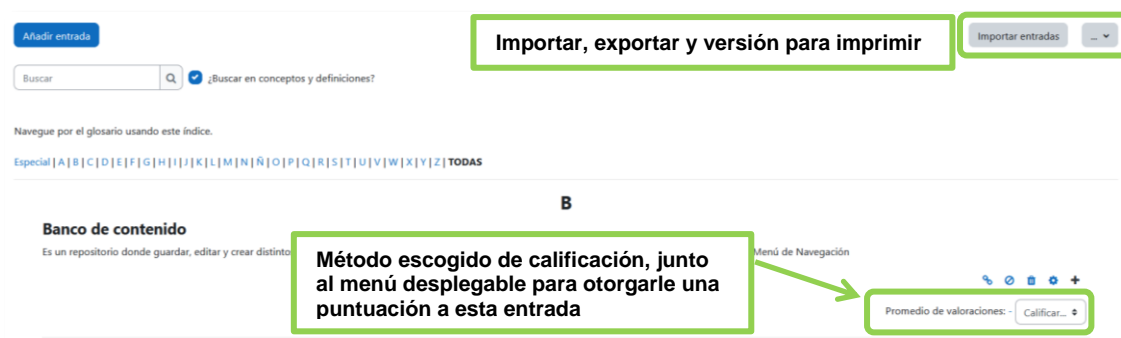 Añadir entrada
Importar, exportar y versión para imprimir
Importar entradas
...
Buscar
¿Buscar en conceptos y definiciones?
Navegue por el glosario usando este índice.
Especial | A | B | C | D | E | F | G | H | I | J | K | L | M | N | Ñ | O | P | Q | R | S | T | U | V | W | X | Y | Z | TODAS
B
Banco de contenido
Es un repositorio donde guardar, editar y crear distinto
Menú de Navegación
Método escogido de calificación, junto
al menú desplegable para otorgarle una
puntuación a esta entrada
Promedio de valoraciones: - Calificar...